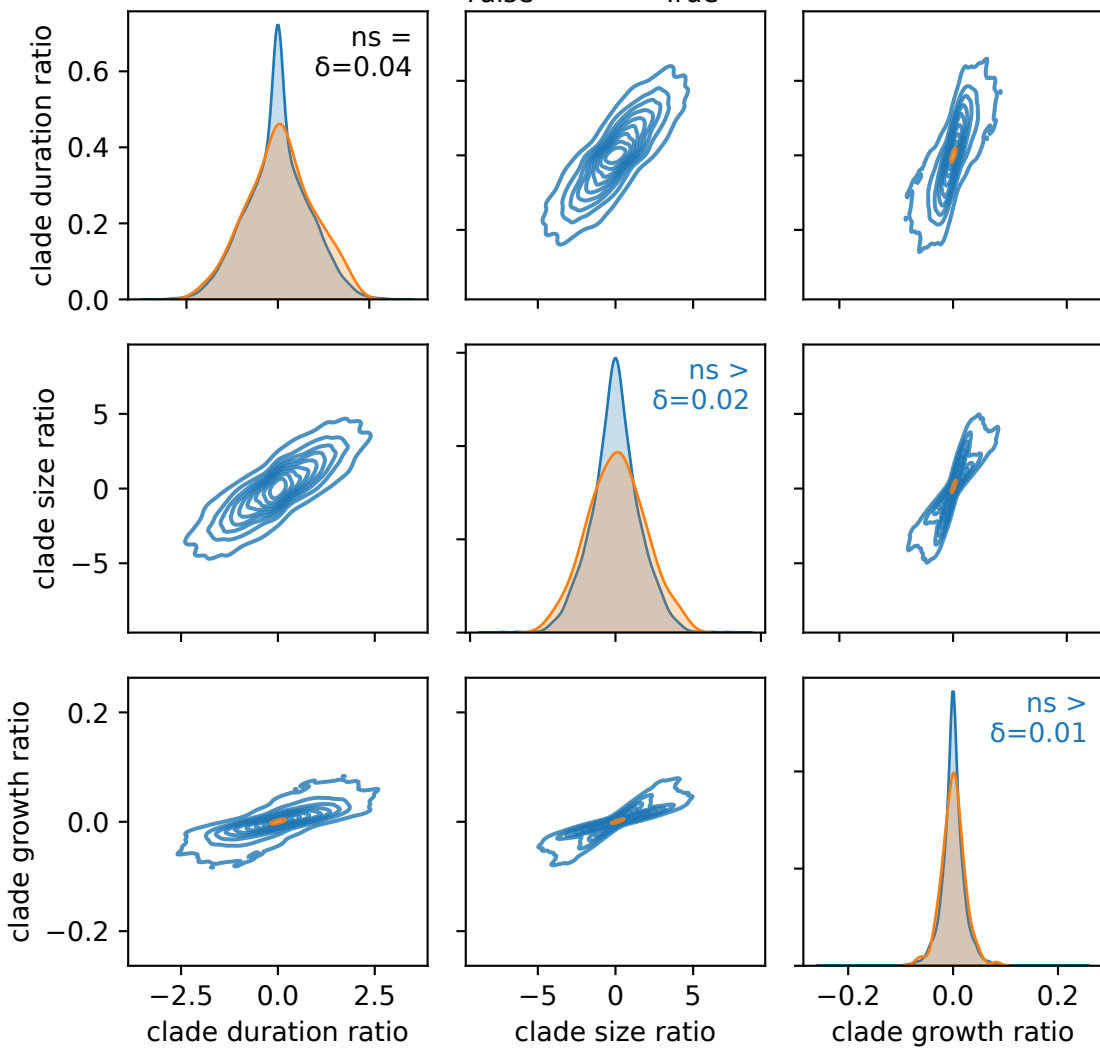 clade duration ratio
0.6
0.4
0.2
0.0
ns =
δ=0.04
clade size ratio
5
0
−5
ns >
δ=0.02
clade growth ratio
0.2
0.0
−0.2
ns >
δ=0.01
−2.5 0.0 2.5
−5 0 5
−0.2 0.0 0.2
clade duration ratio
clade size ratio
clade growth ratio